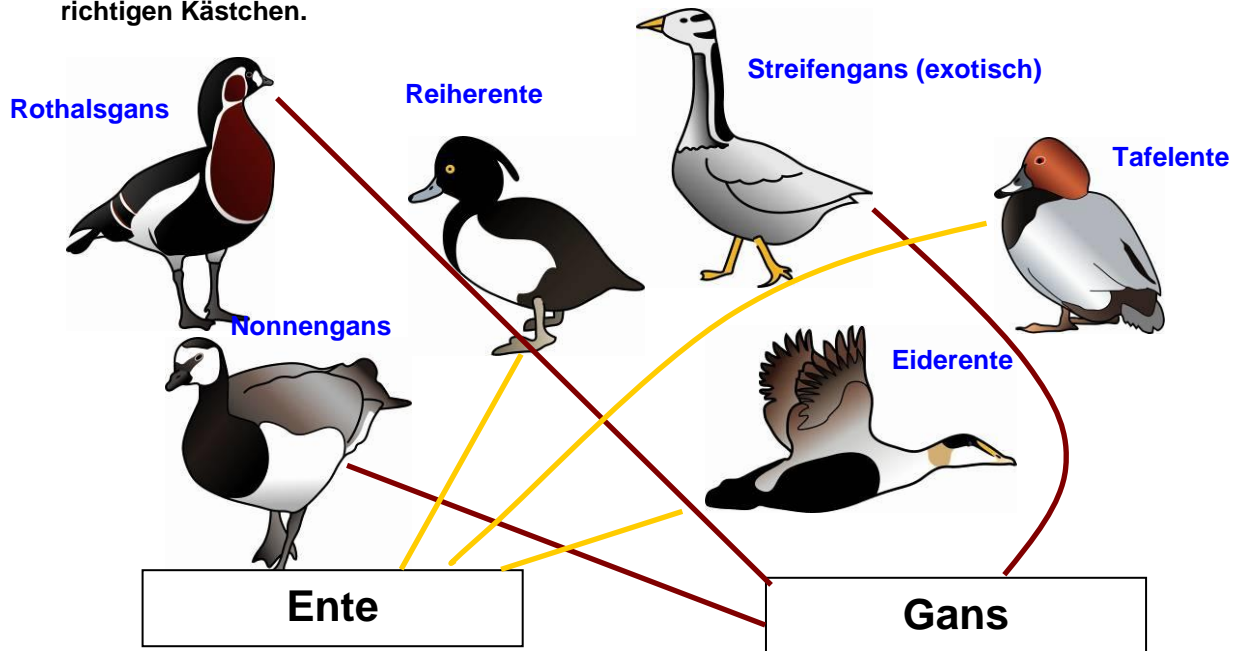 richtigen Kästchen.
Streifengans (exotisch)
Reiherente
Rothalsgans
Tafelente
Nonnengans
Eiderente
Ente
Gans